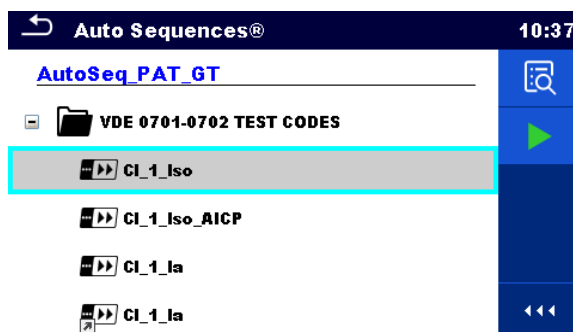 Auto Sequences® 10:37
AutoSeq_PAT_GT
VDE 0701-0702 TEST CODES
Cl_1_Iso
Cl_1_Iso_AICP
Cl_1_Ia
Cl_1_Ia